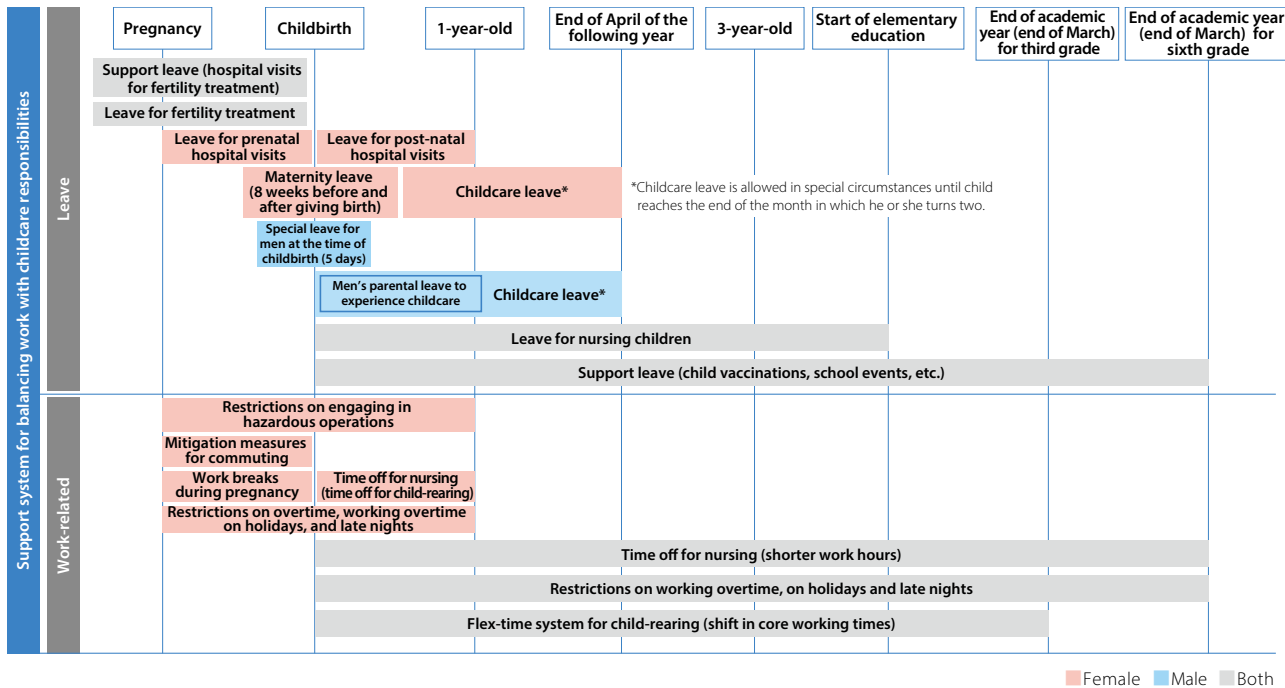 Support system for balancing work with childcare responsibilities
Pregnancy
Childbirth
1-year-old
End of April of the
following year
3-year-old
Start of elementary
education
End of academic
year (end of March)
for third grade
End of academic year
(end of March)  for
sixth grade
Leave
Support leave (hospital visits
for fertility treatment)
Leave for fertility treatment
Leave for prenatal
hospital visits
Leave for post-natal
hospital visits
Maternity leave
(8 weeks before and
after giving birth)
Childcare leave*
*Childcare leave is allowed in special circumstances until child
reaches the end of the month in which he or she turns two.
Special leave for
men at the time of
childbirth (5 days)
Men's parental leave to
experience childcare
Childcare leave*
Leave for nursing children
Support leave (child vaccinations, school events, etc.)
Work-related
Restrictions on engaging in
hazardous operations
Mitigation measures
for commuting
Work breaks
during pregnancy
Time off for nursing
(time off for child-rearing)
Restrictions on overtime, working overtime
on holidays, and late nights
Time off for nursing (shorter work hours)
Restrictions on working overtime, on holidays and late nights
Flex-time system for child-rearing (shift in core working times)
Female
Male
Both